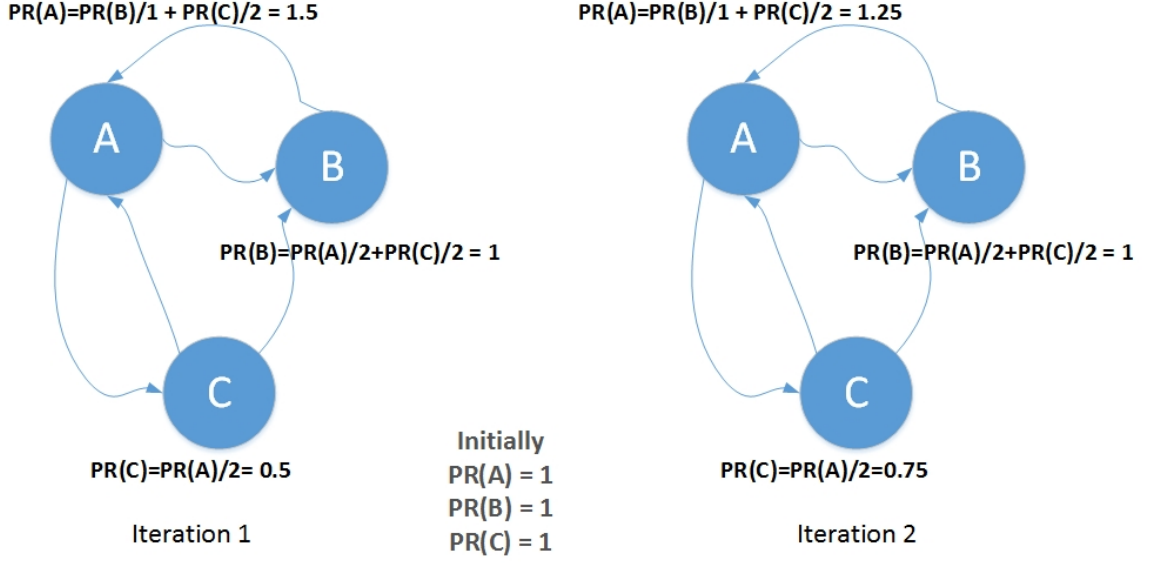 PR(A)=PR(B)/1 + PR(C)/2 = 1.5
A
B
PR(B)=PR(A)/2+PR(C)/2 = 1
C
PR(C)=PR(A)/2= 0.5
Iteration 1
Initially
PR(A) = 1
PR(B) = 1
PR(C) = 1
PR(A)=PR(B)/1 + PR(C)/2 = 1.25
A
B
PR(B)=PR(A)/2+PR(C)/2 = 1
C
PR(C)=PR(A)/2=0.75
Iteration 2